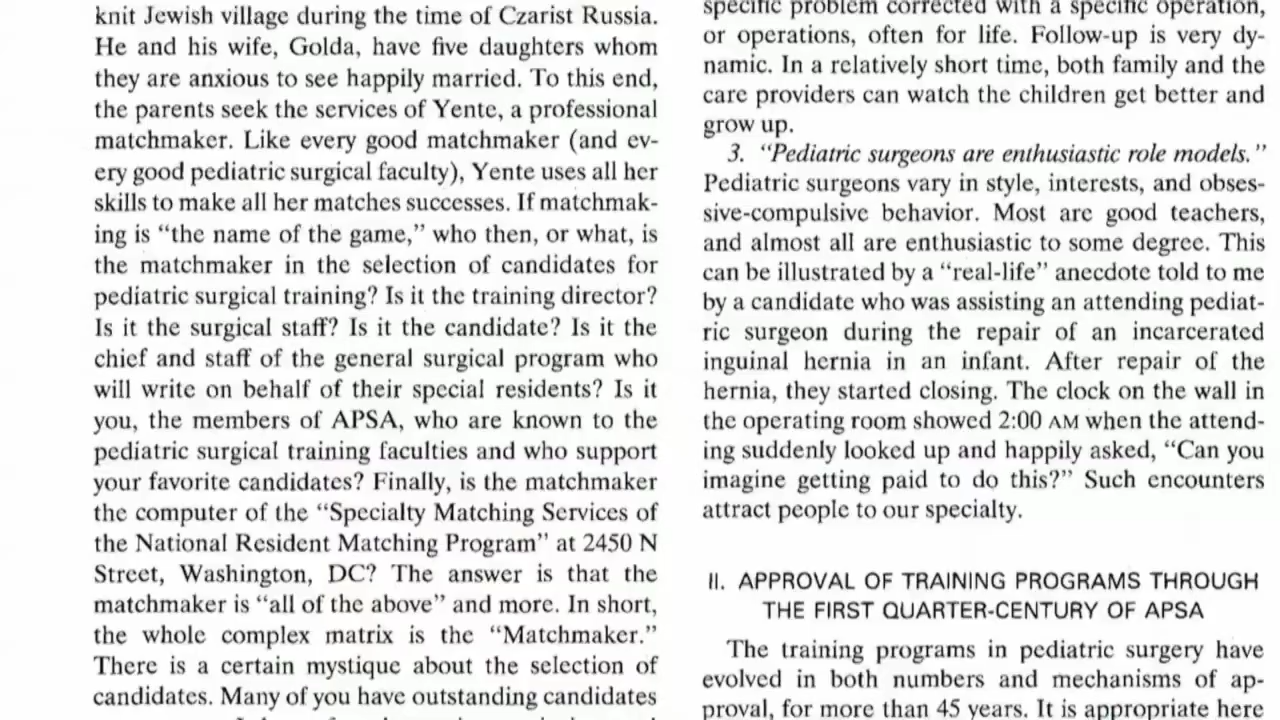 knit Jewish village during the time of Czarist Russia.
He and his wife, Golda, have five daughters whom
they are anxious to see happily married. To this end,
the parents seek the services of Yente, a professional
matchmaker. Like every good matchmaker (and ev-
ery good pediatric surgical faculty), Yente uses all her
skills to make all her matches successes. If matchmak-
ing is “the name of the game,” who then, or what, is
the matchmaker in the selection of candidates for
pediatric surgical training? Is it the training director?
Is it the surgical staff? Is it the candidate? Is it the
chief and staff of the general surgical program who
will write on behalf of their special residents? Is it
you, the members of APSA, who are known to the
pediatric surgical training faculties and who support
your favorite candidates? Finally, is the matchmaker
the computer of the “Specialty Matching Services of
the National Resident Matching Program” at 2450 N
Street, Washington, DC? The answer is that the
matchmaker is “all of the above” and more. In short,
the whole complex matrix is the “Matchmaker.”
There is a certain mystique about the selection of
candidates. Many of you have outstanding candidates
specific problem corrected with a specific operation,
or operations, often for life. Follow-up is very dy-
namic. In a relatively short time, both family and the
care providers can watch the children get better and
grow up.
3. “Pediatric surgeons are enthusiastic role models.”
Pediatric surgeons vary in style, interests, and obses-
sive-compulsive behavior. Most are good teachers,
and almost all are enthusiastic to some degree. This
can be illustrated by a “real-life” anecdote told to me
by a candidate who was assisting an attending pediat-
ric surgeon during the repair of an incarcerated
inguinal hernia in an infant. After repair of the
hernia, they started closing. The clock on the wall in
the operating room showed 2:00 AM when the attend-
ing suddenly looked up and happily asked, “Can you
imagine getting paid to do this?” Such encounters
attract people to our specialty.
II. APPROVAL OF TRAINING PROGRAMS THROUGH
THE FIRST QUARTER-CENTURY OF APSA
The training programs in pediatric surgery have
evolved in both numbers and mechanisms of ap-
proval, for more than 45 years. It is appropriate here